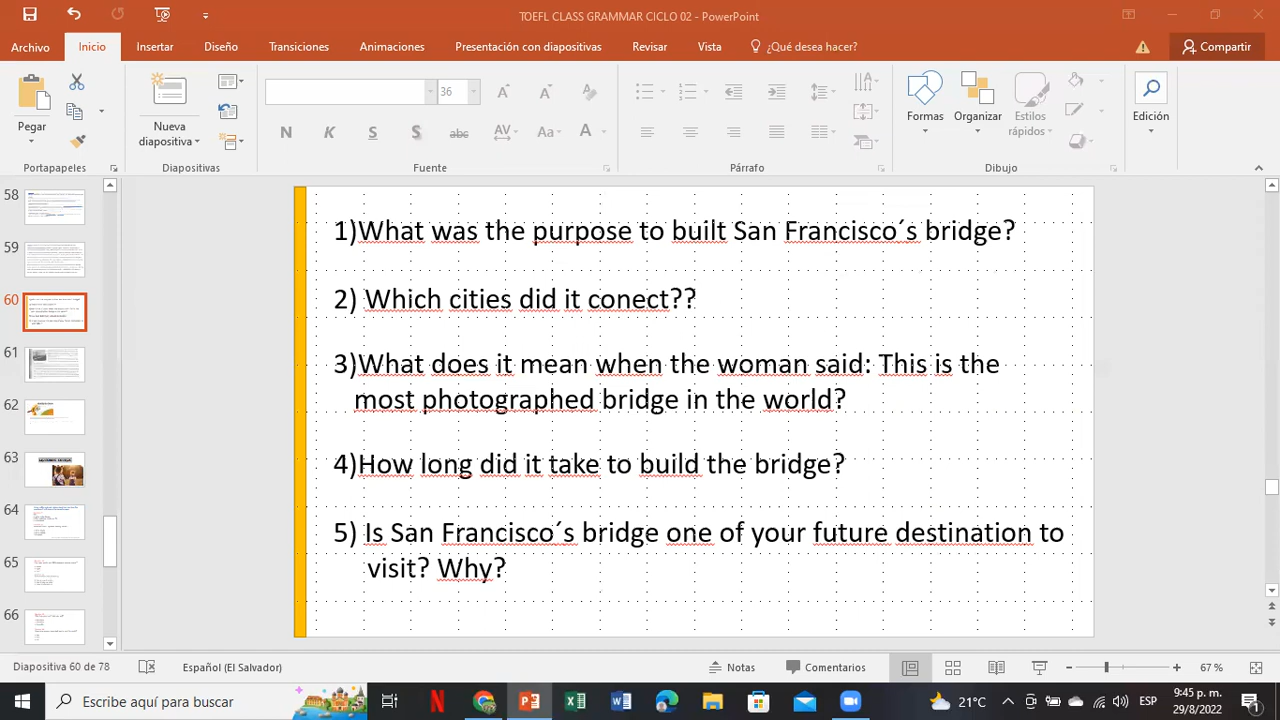 TOEFL CLASS GRAMMAR CICLO 02 - PowerPoint
Archivo Inicio Insertar Diseño Transiciones Animaciones Presentación con diapositivas Revisar Vista ¿Qué desea hacer? Compartir
36
Pegar
Nueva diapositiva
N K S S abc AV Aa A
Formas Organizar Estilos rápidos Edición
Portapapeles Diapositivas Fuente Párrafo Dibujo
58
59
60
61
62
63
64
65
66
1)What was the purpose to built San Francisco´s bridge?
2) Which cities did it conect??
3)What does it mean when the woman said: This is the
most photographed bridge in the world?
4)How long did it take to build the bridge?
5) Is San Francisco´s bridge one of your future destination to
visit? Why?
Diapositiva 60 de 78 Español (El Salvador) Notas Comentarios 67 %
Escribe aquí para buscar 21°C ESP 9:45 p. m.
29/8/2022